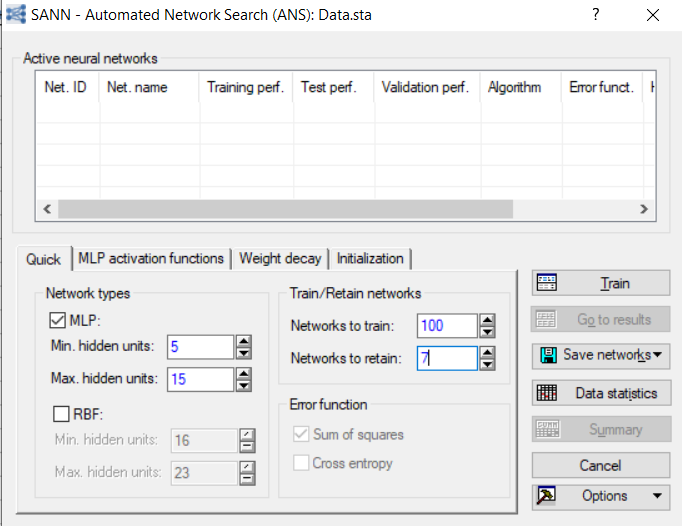 SANN - Automated Network Search (ANS): Data.sta ? ×
Active neural networks
Net. ID Net. name Training perf. Test perf. Validation perf. Algorithm Error funct.
Quick MLP activation functions Weight decay Initialization
Network types
MLP:
Min. hidden units: 5
Max. hidden units: 15
RBF:
Min. hidden units: 16
Max. hidden units: 23
Train/Retain networks
Networks to train: 100
Networks to retain: 7
Error function
Sum of squares
Cross entropy
Train
Go to results
Save networks
Data statistics
Summary
Cancel
Options